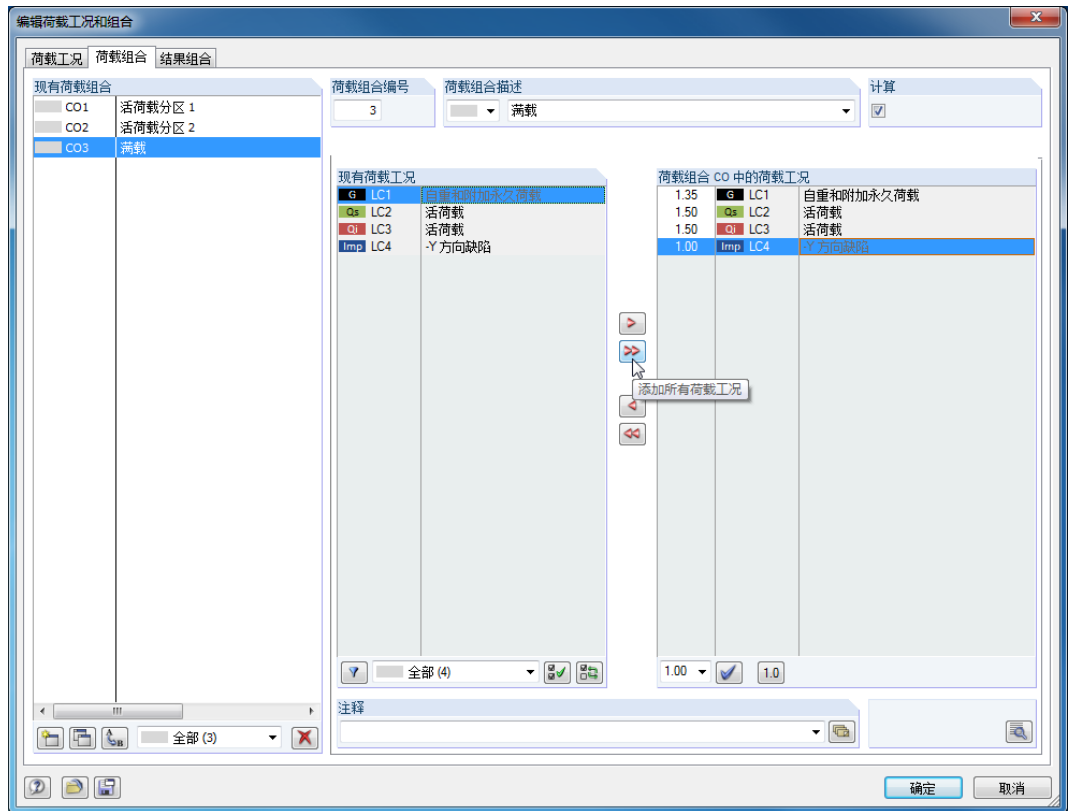 编辑荷载工况和组合
荷载工况 荷载组合 结果组合
现有荷载组合
CO1 活荷载分区 1
CO2 活荷载分区 2
CO3 满载
全部 (3)
荷载组合编号
3
荷载组合描述
满载
计算
现有荷载工况
G LC1 自重和附加永久荷载
Qs LC2 活荷载
Qi LC3 活荷载
Imp LC4 -Y 方向缺陷
全部 (4)
添加所有荷载工况
荷载组合 CO 中的荷载工况
1.35 G LC1 自重和附加永久荷载
1.50 Qs LC2 活荷载
1.50 Qi LC3 活荷载
1.00 Imp LC4 -Y 方向缺陷
1.00 1.0
注释
确定 取消